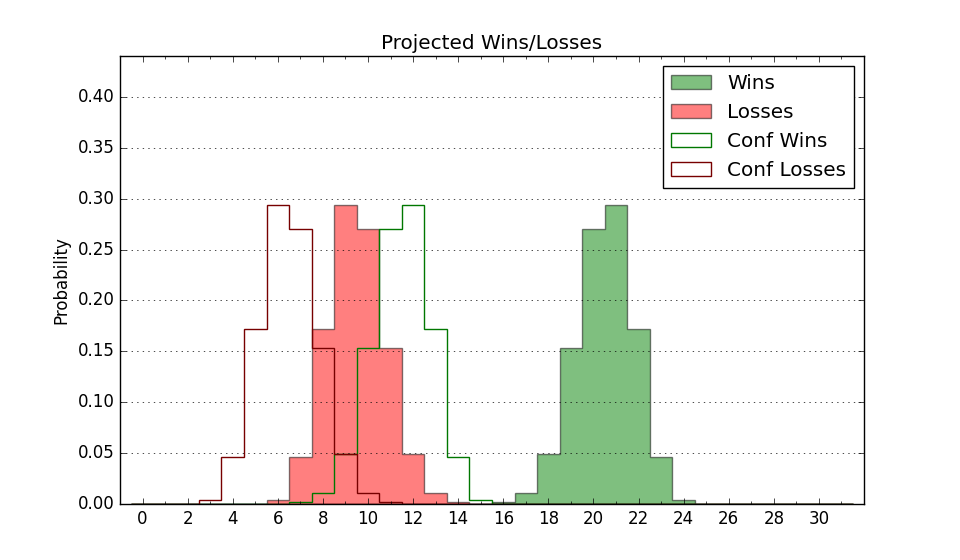 Projected Wins/Losses
Wins
Losses
Conf Wins
Conf Losses
Probability
0.40
0.35
0.30
0.25
0.20
0.15
0.10
0.05
0.00
0 2 4 6 8 10 12 14 16 18 20 22 24 26 28 30